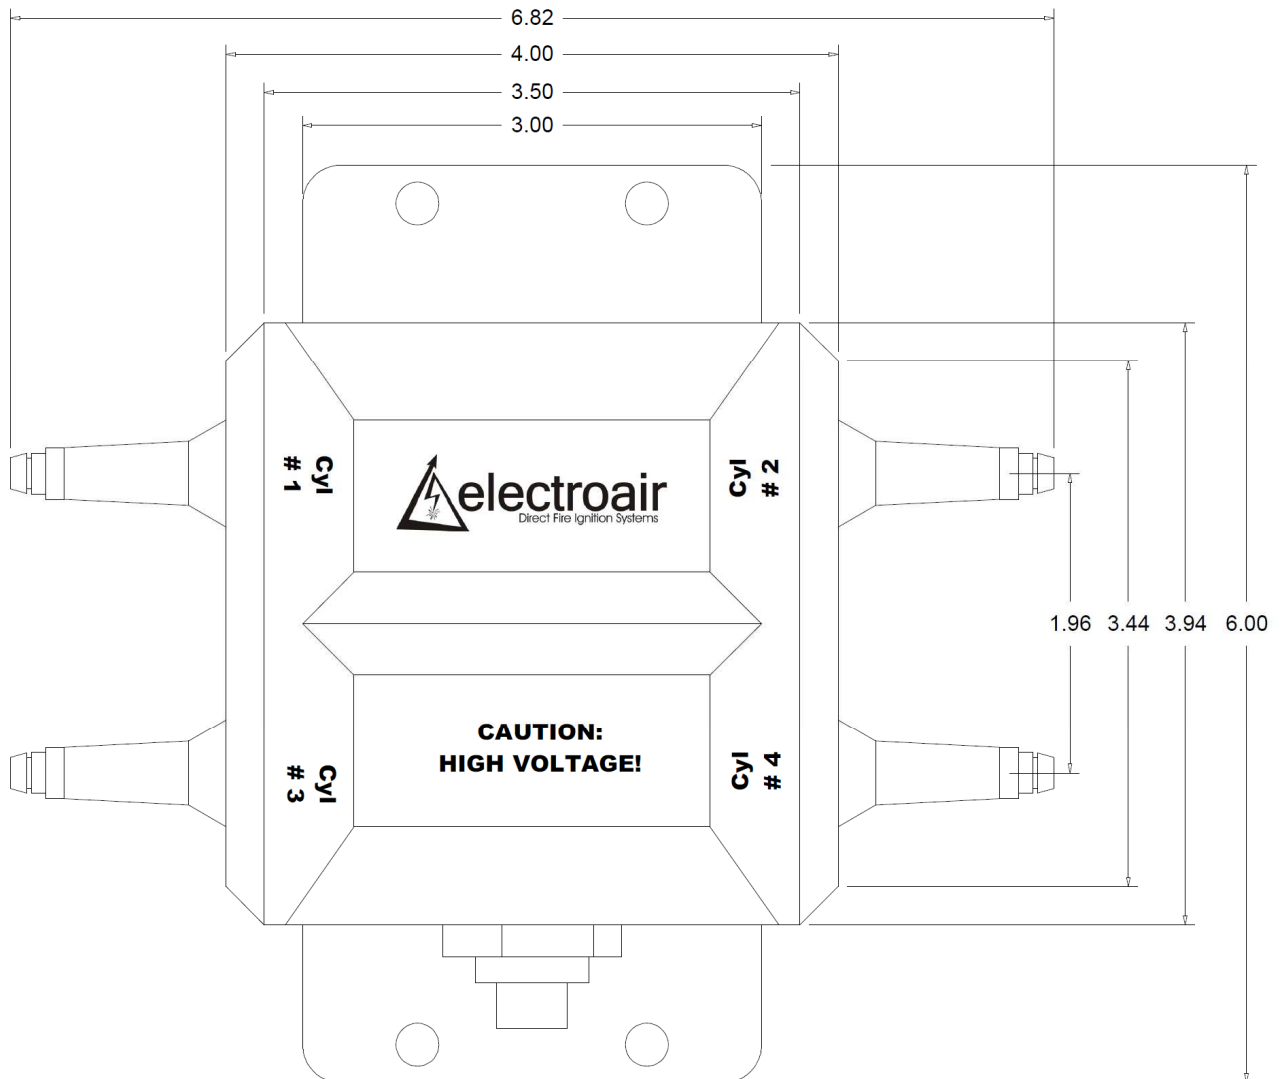 6.82
4.00
3.50
3.00
Cyl
# 1
electroair
Direct Fire Ignition Systems
Cyl
# 2
1.96 3.44 3.94 6.00
CAUTION:
HIGH VOLTAGE!
Cyl
# 3
Cyl
# 4